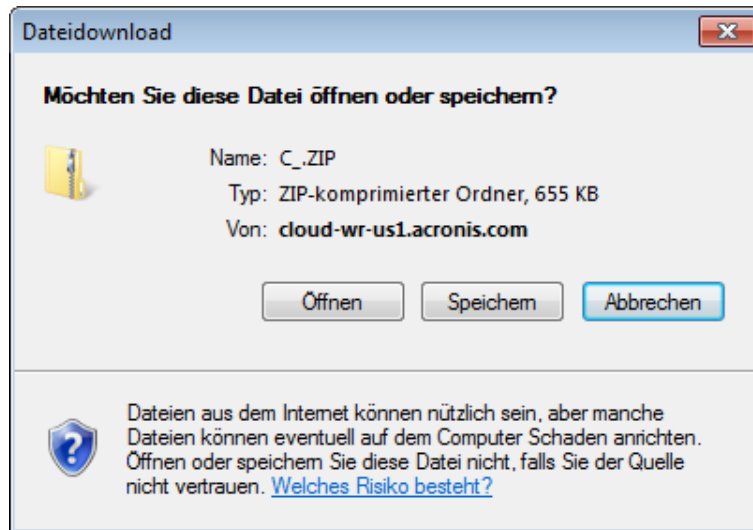 Dateidownload
Möchten Sie diese Datei öffnen oder speichern?
Name: C_.ZIP
Typ: ZIP-komprimierter Ordner, 655 KB
Von: cloud-wr-us1.acronis.com
Öffnen Speichern Abbrechen
Dateien aus dem Internet können nützlich sein, aber manche
Dateien können eventuell auf dem Computer Schaden anrichten.
Öffnen oder speichern Sie diese Datei nicht, falls Sie der Quelle
nicht vertrauen. Welches Risiko besteht?